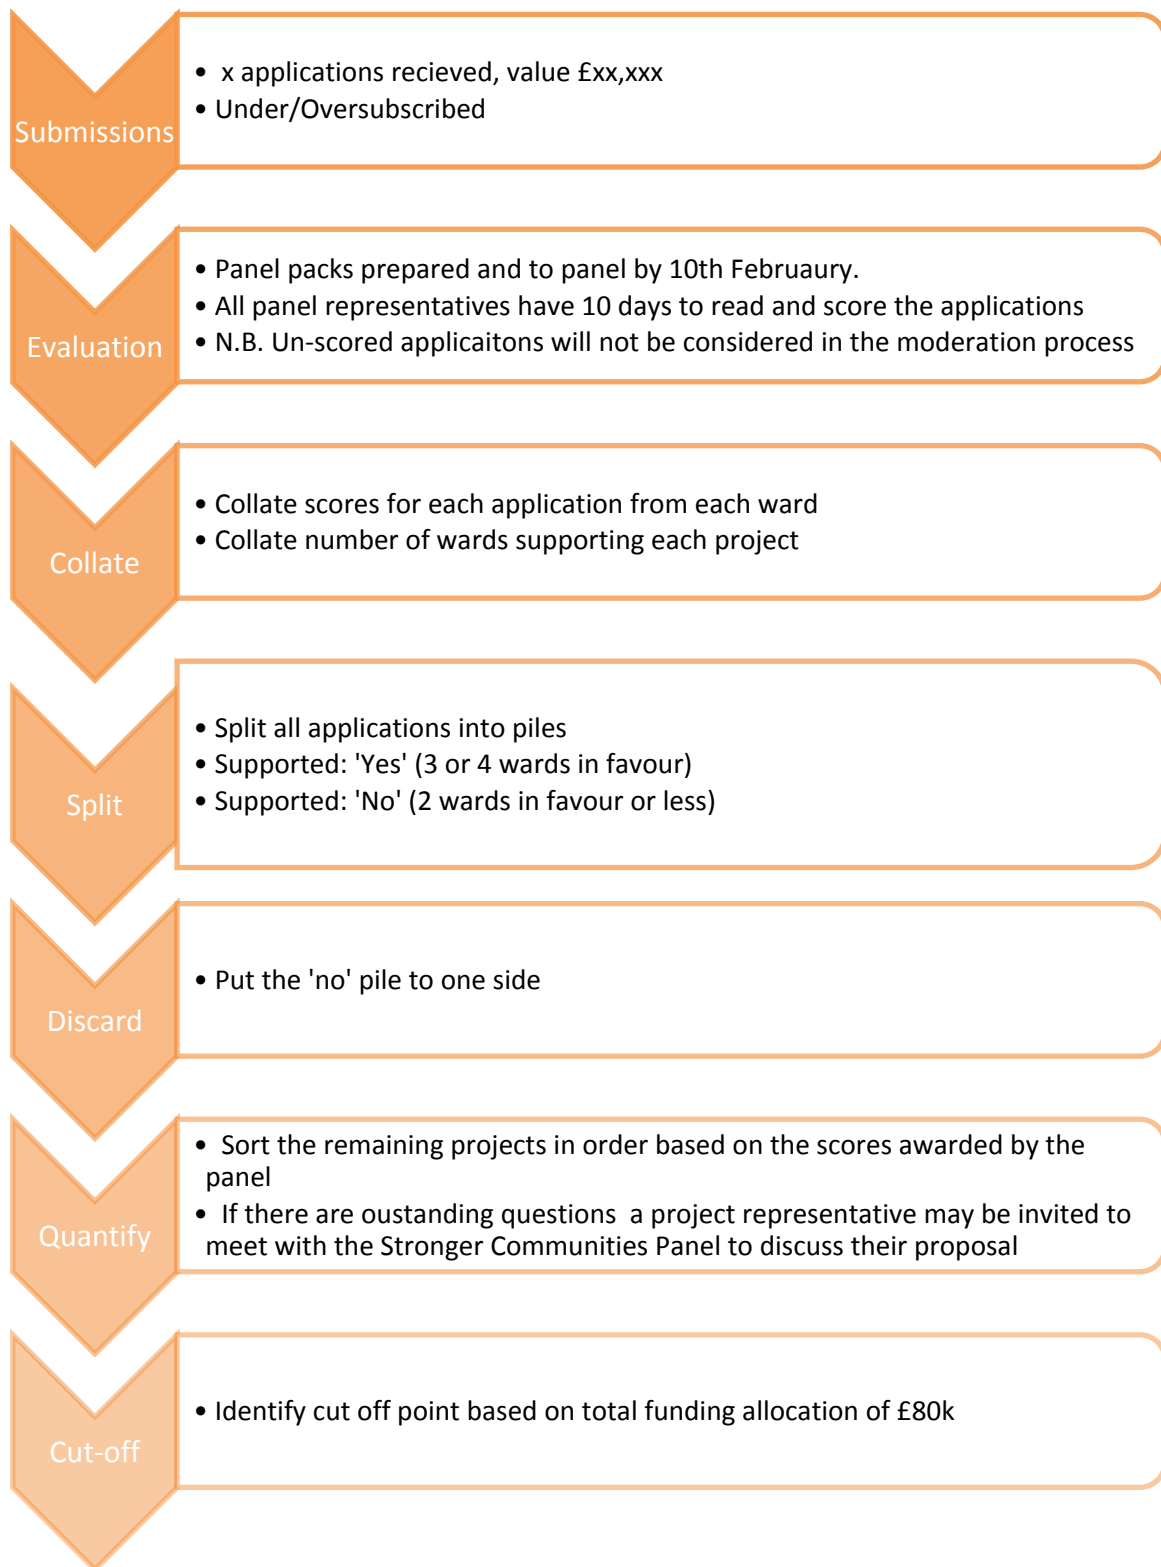 Submissions
• x applications recieved, value £xx,xxx
• Under/Oversubscribed
Evaluation
• Panel packs prepared and to panel by 10th Februaury.
• All panel representatives have 10 days to read and score the applications
• N.B. Un-scored applicaitons will not be considered in the moderation process
Collate
• Collate scores for each application from each ward
• Collate number of wards supporting each project
Split
• Split all applications into piles
• Supported: 'Yes' (3 or 4 wards in favour)
• Supported: 'No' (2 wards in favour or less)
Discard
• Put the 'no' pile to one side
Quantify
• Sort the remaining projects in order based on the scores awarded by the
panel
• If there are oustanding questions a project representative may be invited to
meet with the Stronger Communities Panel to discuss their proposal
Cut-off
• Identify cut off point based on total funding allocation of £80k